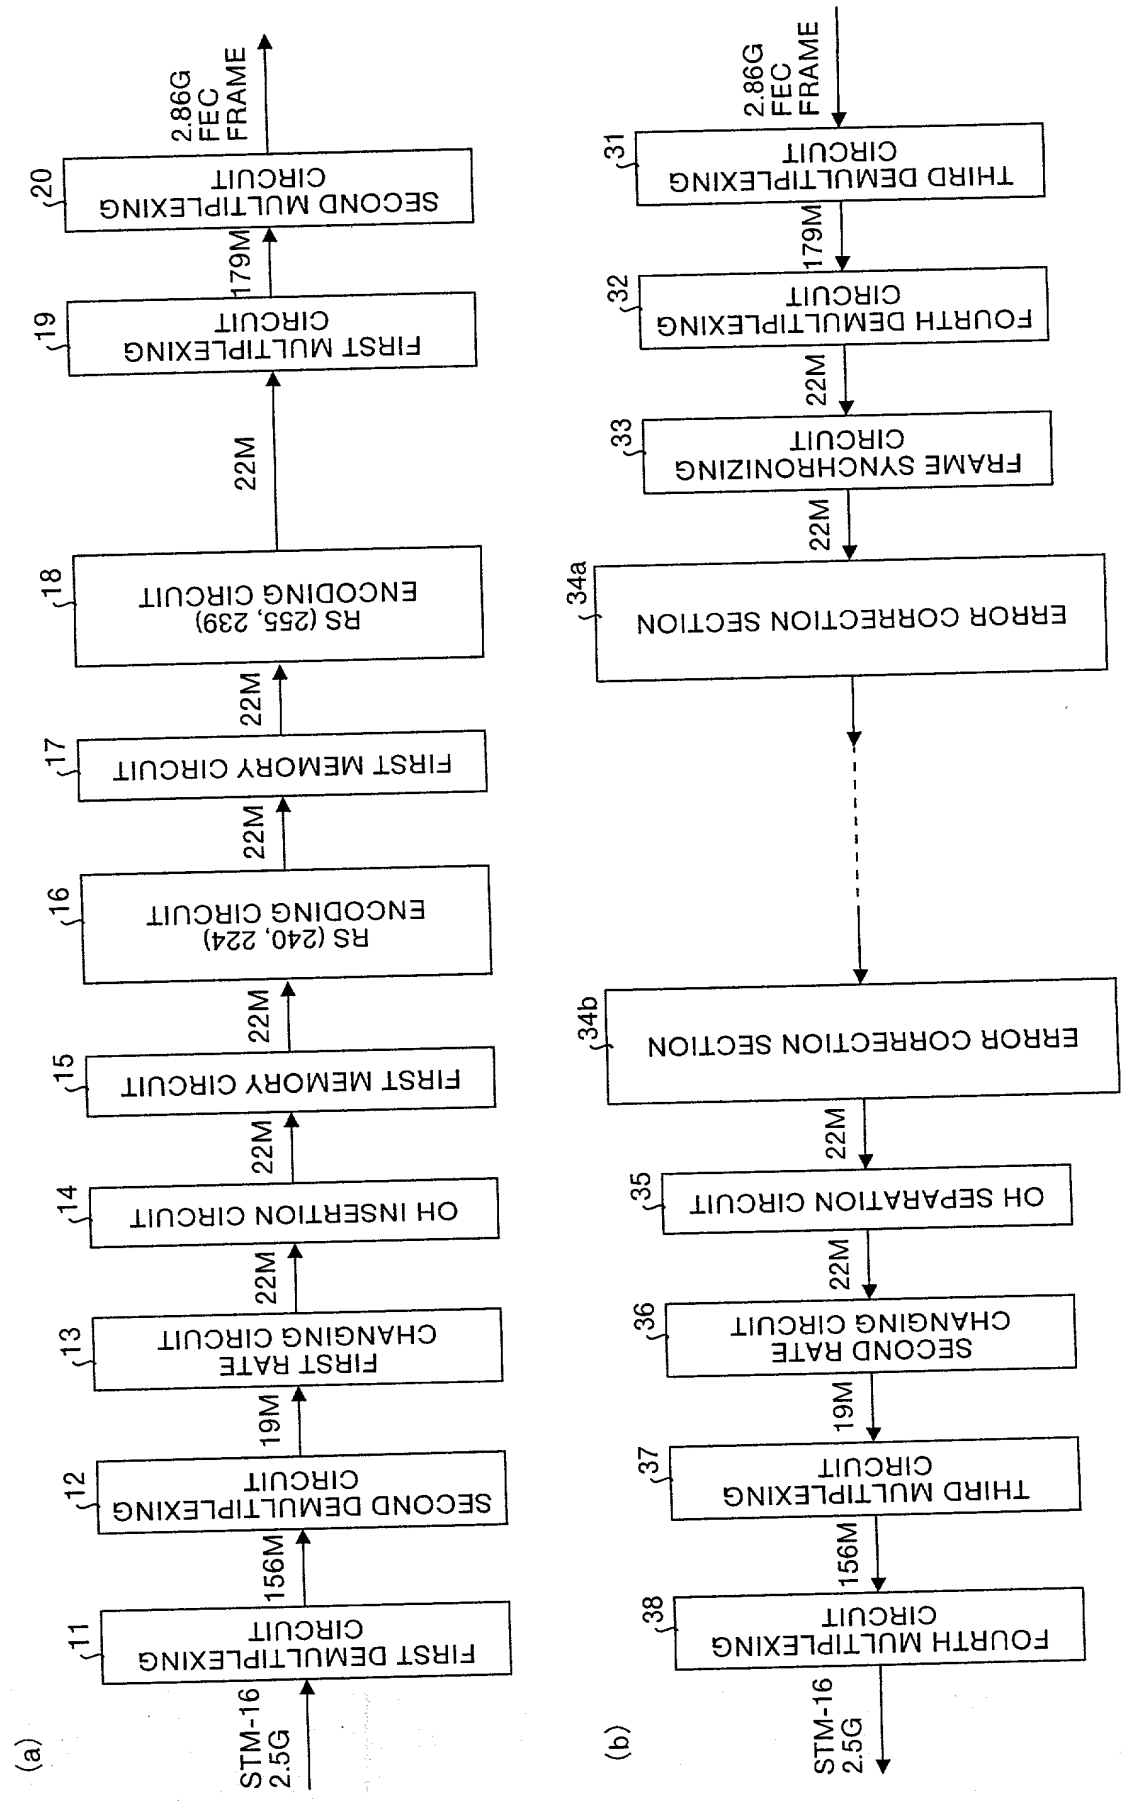 (a)
STM-16
2.5G
11
FIRST DEMULTIPLEXING
CIRCUIT
156M
12
SECOND DEMULTIPLEXING
CIRCUIT
19M
13
FIRST RATE
CHANGING CIRCUIT
22M
14
OH INSERTION CIRCUIT
22M
15
FIRST MEMORY CIRCUIT
22M
16
RS (240, 224)
ENCODING CIRCUIT
22M
17
FIRST MEMORY CIRCUIT
22M
18
RS (255, 239)
ENCODING CIRCUIT
22M
19
FIRST MULTIPLEXING
CIRCUIT
179M
20
SECOND MULTIPLEXING
CIRCUIT
2.86G
FEC
FRAME
(b)
STM-16
2.5G
38
FOURTH MULTIPLEXING
CIRCUIT
156M
37
THIRD MULTIPLEXING
CIRCUIT
19M
36
SECOND RATE
CHANGING CIRCUIT
22M
35
OH SEPARATION CIRCUIT
22M
34b
ERROR CORRECTION SECTION
34a
ERROR CORRECTION SECTION
22M
33
FRAME SYNCHRONIZING
CIRCUIT
22M
32
FOURTH DEMULTIPLEXING
CIRCUIT
179M
31
THIRD DEMULTIPLEXING
CIRCUIT
2.86G
FEC
FRAME